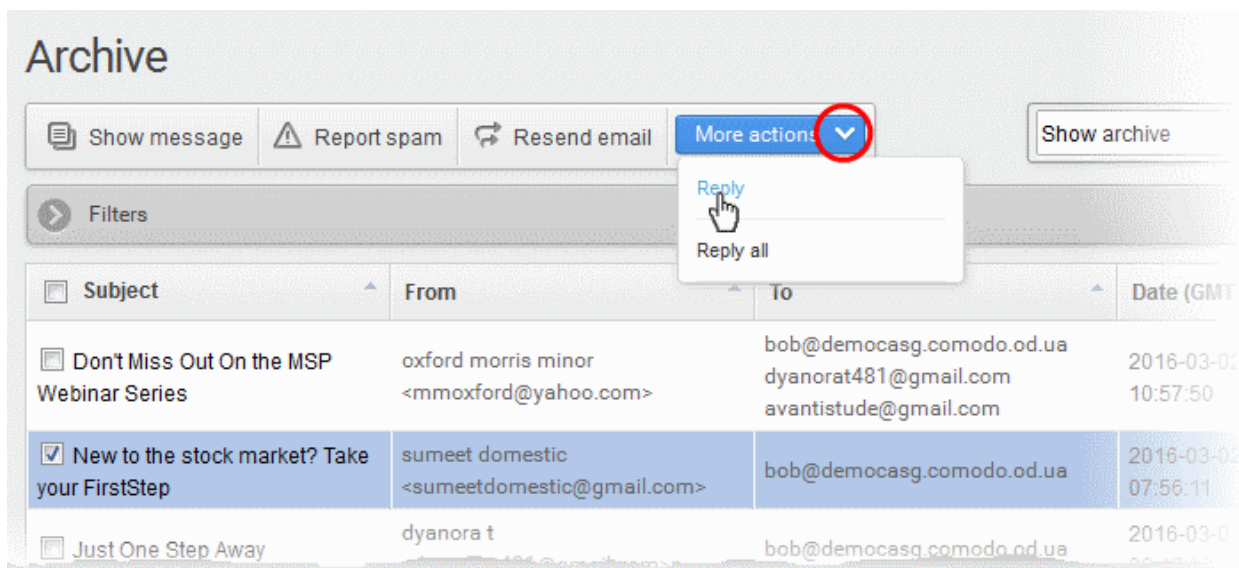 Archive
Show message
Report spam
Resend email
More actions
Show archive
Reply
Filters
Reply all
Subject
From
To
Date (GMT
Don't Miss Out On the MSP
Webinar Series
oxford morris minor
<mmoxford@yahoo.com>
bob@democasg.comodo.od.ua
dyanorat481@gmail.com
avantistude@gmail.com
2016-03-02
10:57:50
New to the stock market? Take
your FirstStep
sumeet domestic
<sumeetdomestic@gmail.com>
bob@democasg.comodo.od.ua
2016-03-02
07:56:11
Just One Step Away
dyanora t
bob@democasg.comodo.od.ua
2016-03-0